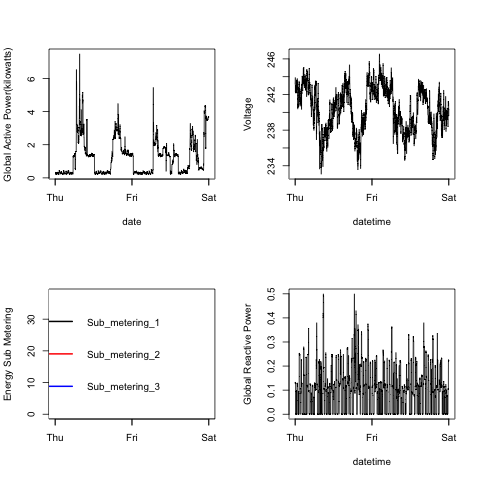 Global Active Power(kilowatts)
6
4
2
0
Thu
Fri
Sat
date
Voltage
246
242
238
234
Thu
Fri
Sat
datetime
Energy Sub Metering
30
20
10
0
Sub_metering_1
Sub_metering_2
Sub_metering_3
Thu
Fri
Sat
Global Reactive Power
0.5
0.4
0.3
0.2
0.1
0.0
Thu
Fri
Sat
datetime